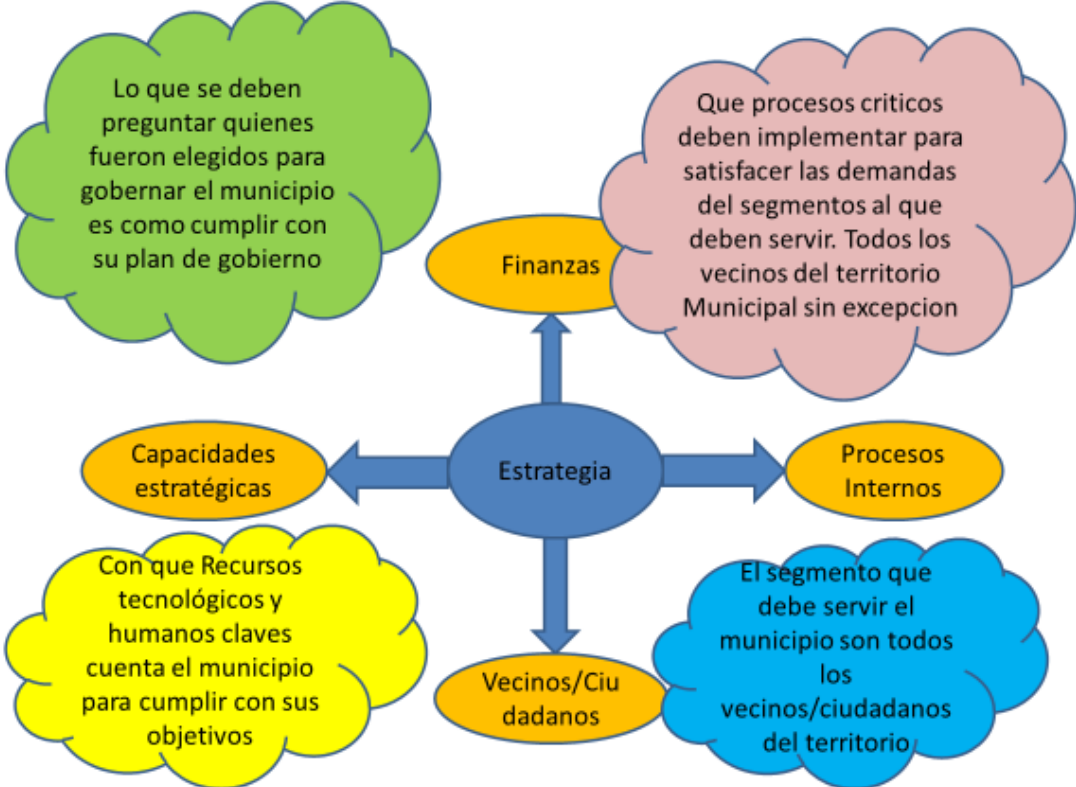 Lo que se deben
preguntar quienes
fueron elegidos para
gobernar el municipio
es como cumplir con
su plan de gobierno
Que procesos criticos
deben implementar para
satisfacer las demandas
del segmentos al que
deben servir. Todos los
vecinos del territorio
Municipal sin excepcion
Finanzas
Capacidades
estratégicas
Estrategia
Procesos
Internos
Con que Recursos
tecnológicos y
humanos claves
cuenta el municipio
para cumplir con sus
objetivos
Vecinos/Ciu
dadanos
El segmento que
debe servir el
municipio son todos
los
vecinos/ciudadanos
del territorio